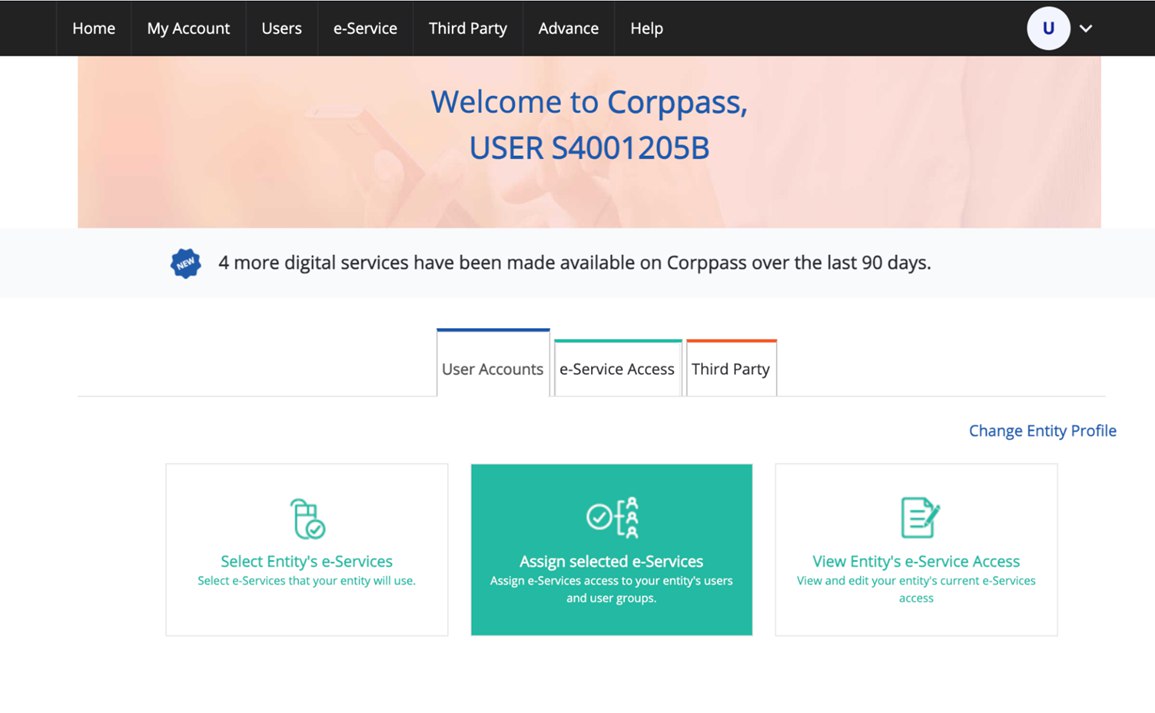 Home My Account Users e-Service Third Party Advance Help U
Welcome to Corppass,
USER S4001205B
NEW 4 more digital services have been made available on Corppass over the last 90 days.
User Accounts e-Service Access Third Party
Change Entity Profile
Select Entity's e-Services
Select e-Services that your entity will use.
Assign selected e-Services
Assign e-Services access to your entity's users
and user groups.
View Entity's e-Service Access
View and edit your entity's current e-Services
access